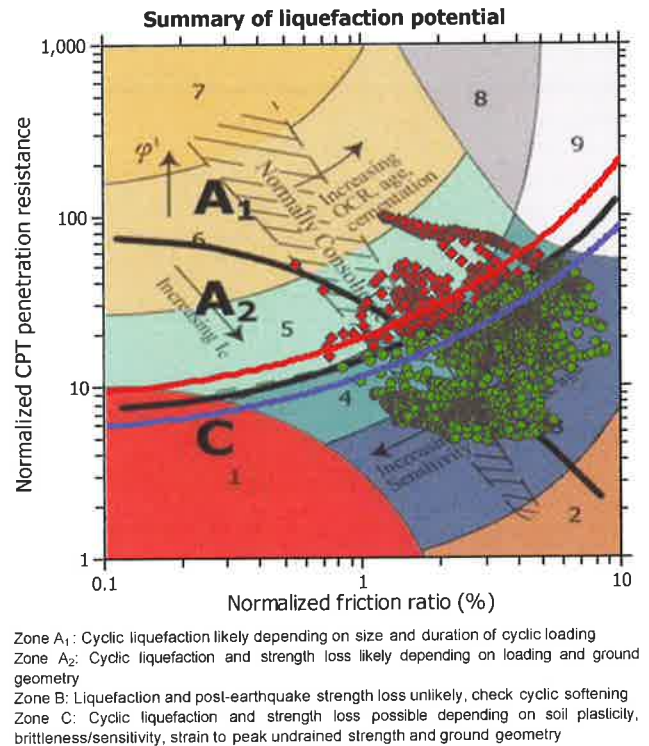 Summary of liquefaction potential
1,000
7
8
9
φ'
Increasing
OCR, age,
cementation
A1
Normally Consolid
100
6
A2
Increasing Ic
5
Normalized CPT penetration resistance
10
4
C
3
Increas
Sensitivity
1
2
1
0.1
1
10
Normalized friction ratio (%)
Zone A1: Cyclic liquefaction likely depending on size and duration of cyclic loading
Zone A2: Cyclic liquefaction and strength loss likely depending on loading and ground
geometry
Zone B: Liquefaction and post-earthquake strength loss unlikely, check cyclic softening
Zone C: Cyclic liquefaction and strength loss possible depending on soil plasticity,
brittleness/sensitivity, strain to peak undrained strength and ground geometry